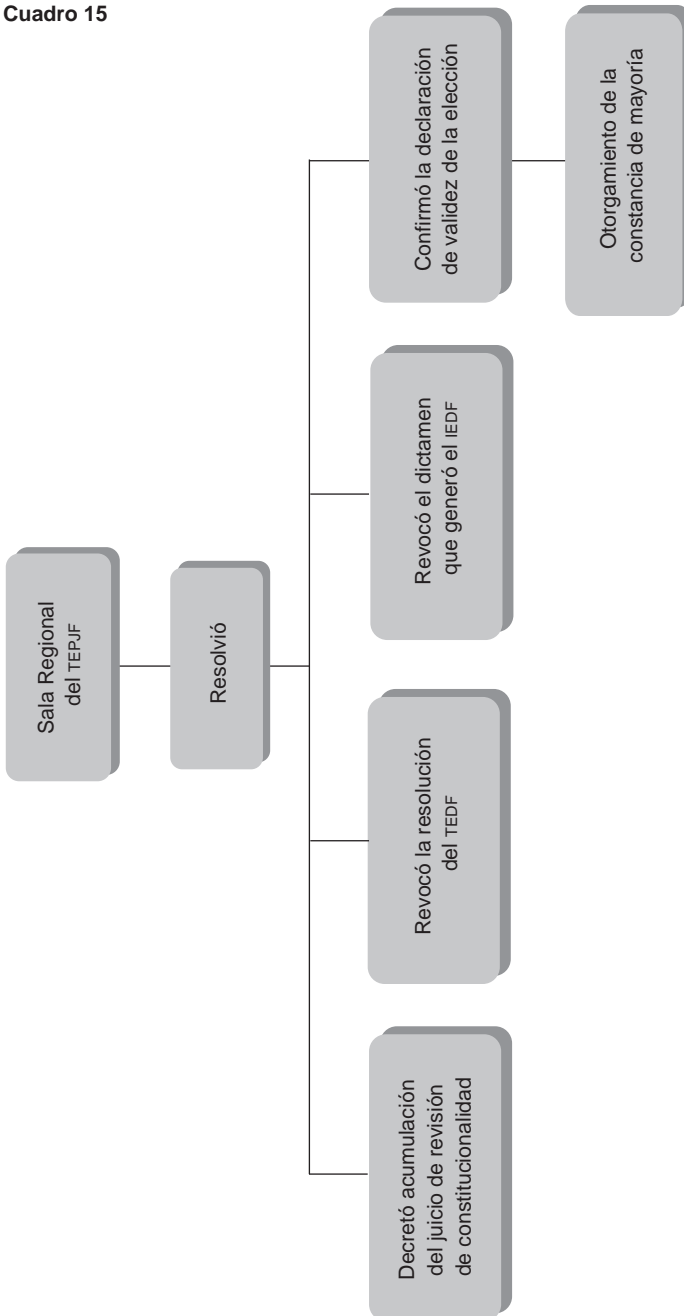 Cuadro 15
Sala Regional
del TEPJF
Resolvió
Decretó acumulación
del juicio de revisión
de constitucionalidad
Revocó la resolución
del TEDF
Revocó el dictamen
que generó el IEDF
Confirmó la declaración
de validez de la elección
Otorgamiento de la
constancia de mayoría